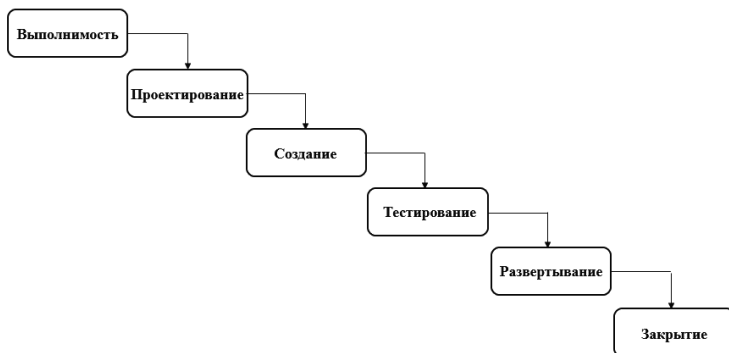 Выполнимость
Проектирование
Создание
Тестирование
Развертывание
Закрытие